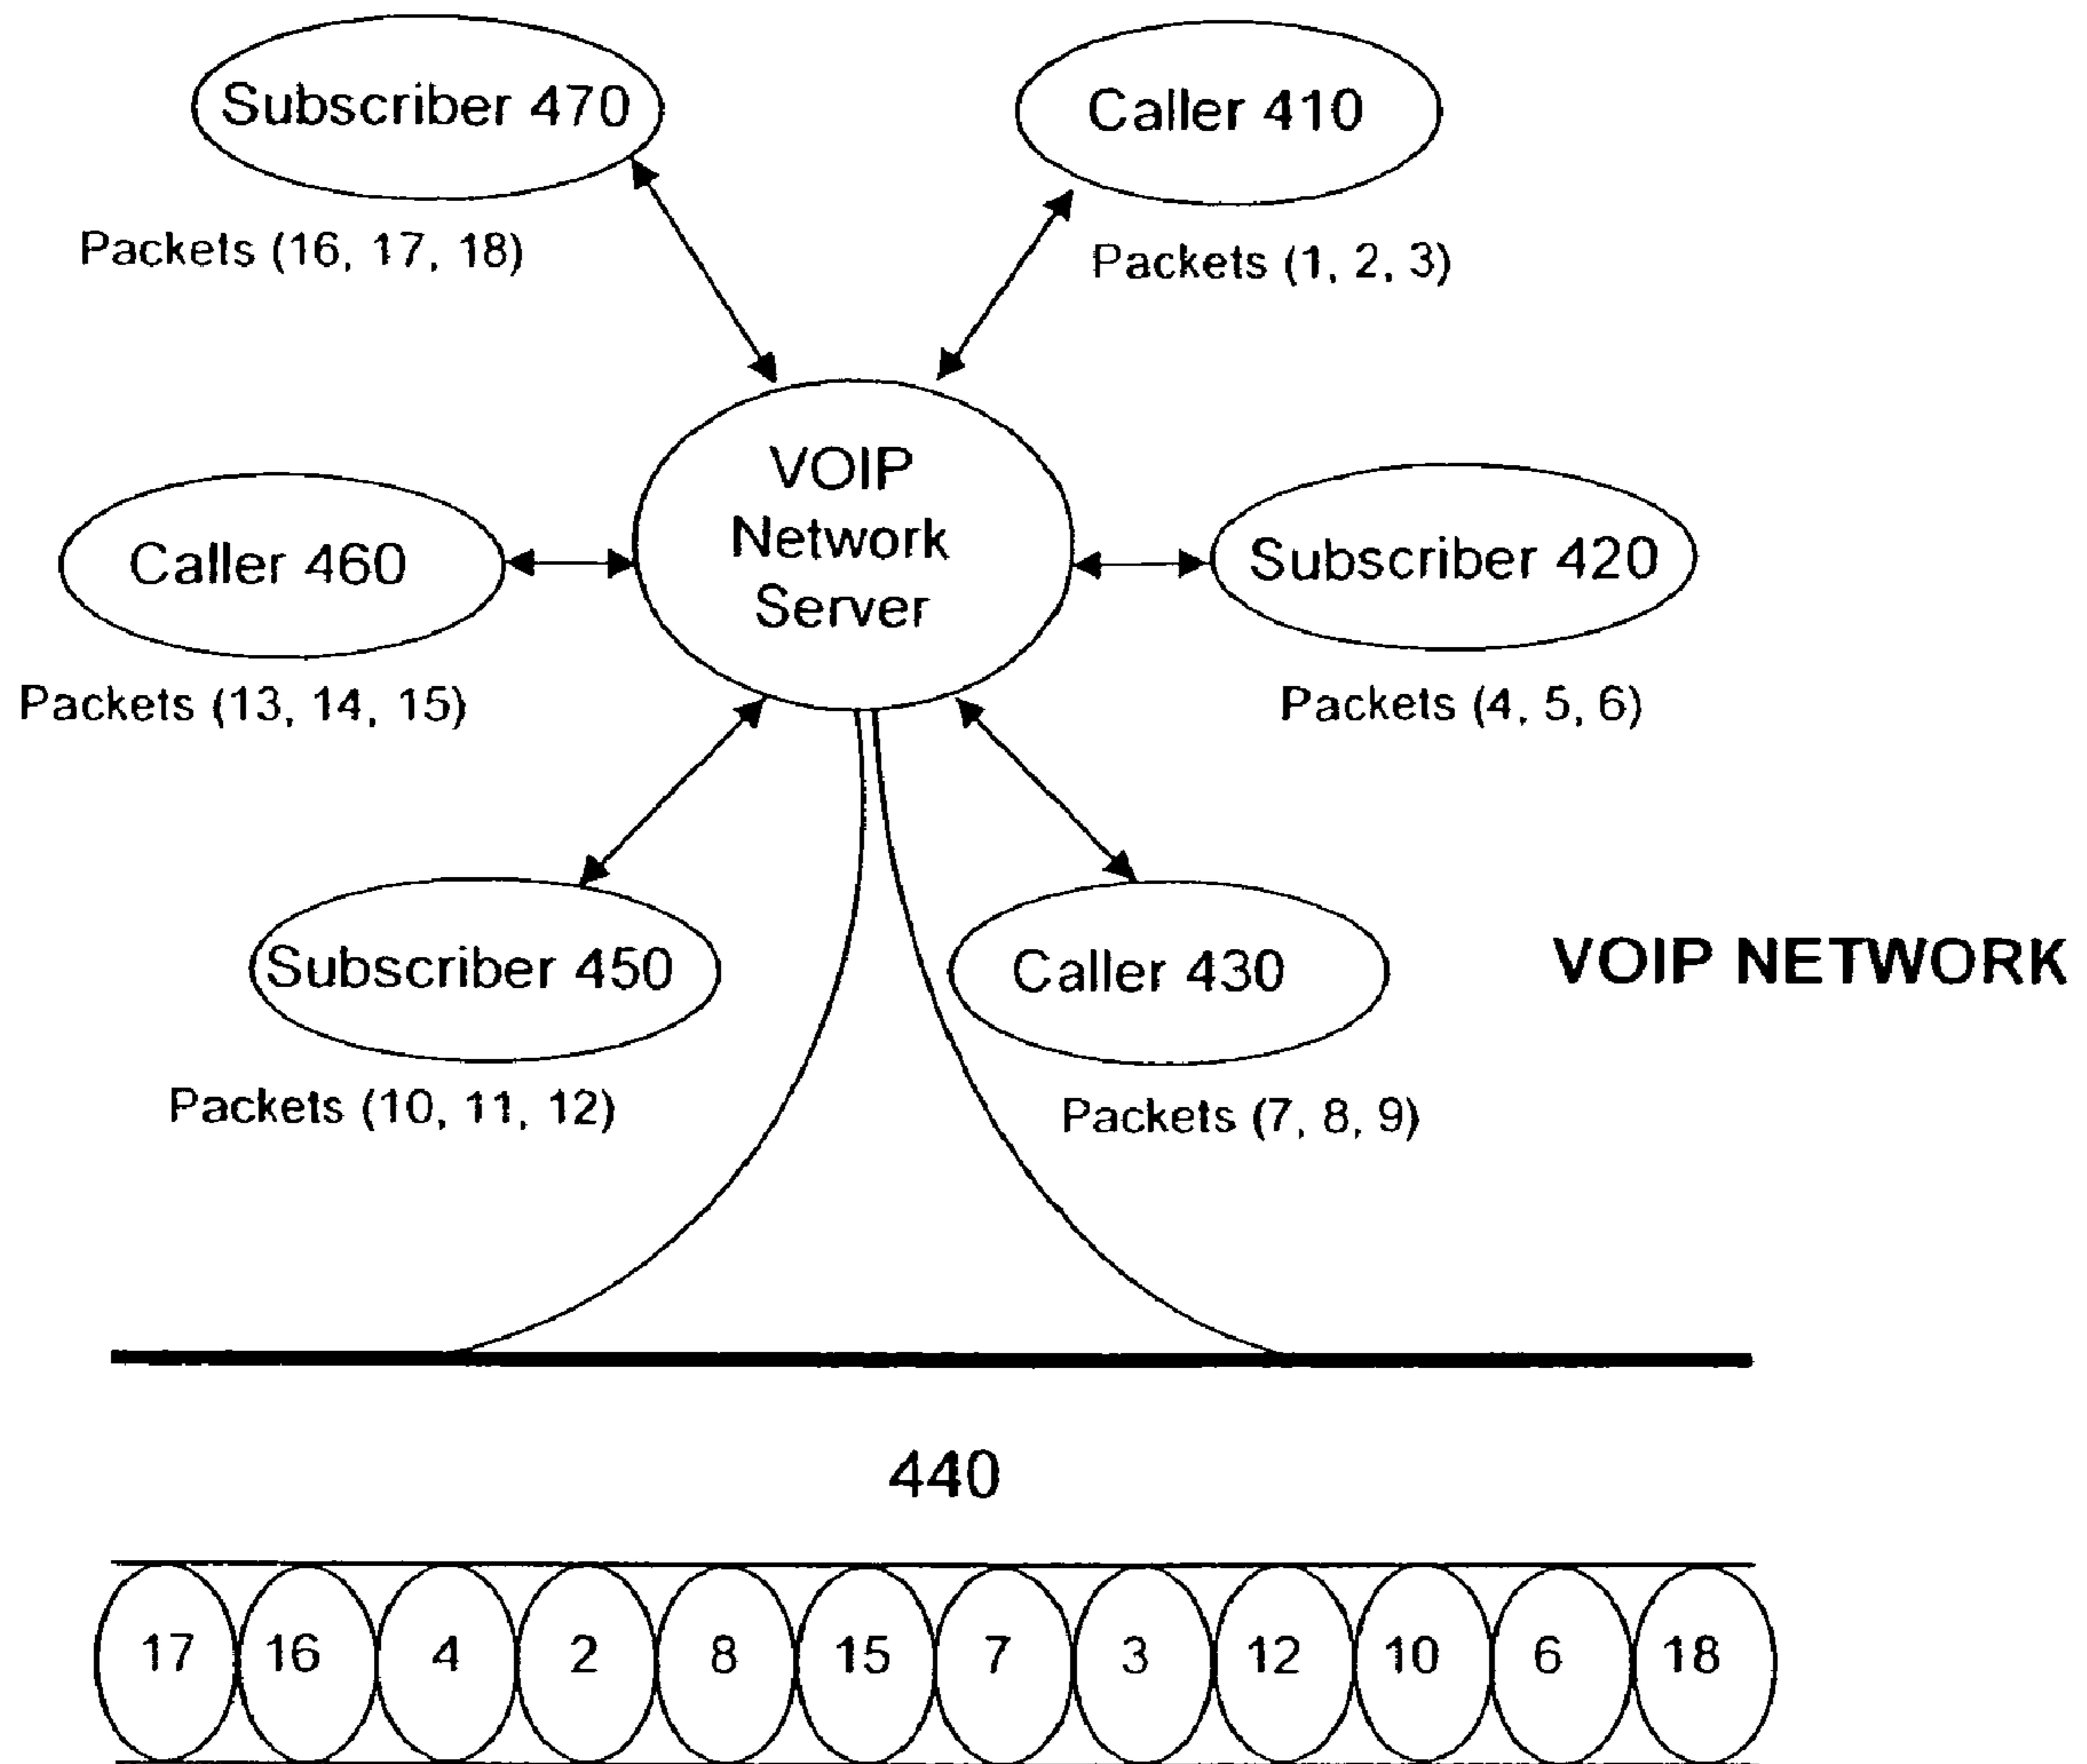 Subscriber 470
Caller 410
Packets (16, 17, 18)
Packets (1, 2, 3)
VOIP
Network
Server
Caller 460
Subscriber 420
Packets (13, 14, 15)
Packets (4, 5, 6)
Subscriber 450
Caller 430
VOIP NETWORK
Packets (10, 11, 12)
Packets (7, 8, 9)
440
17 16 4 2 8 15 7 3 12 10 6 18